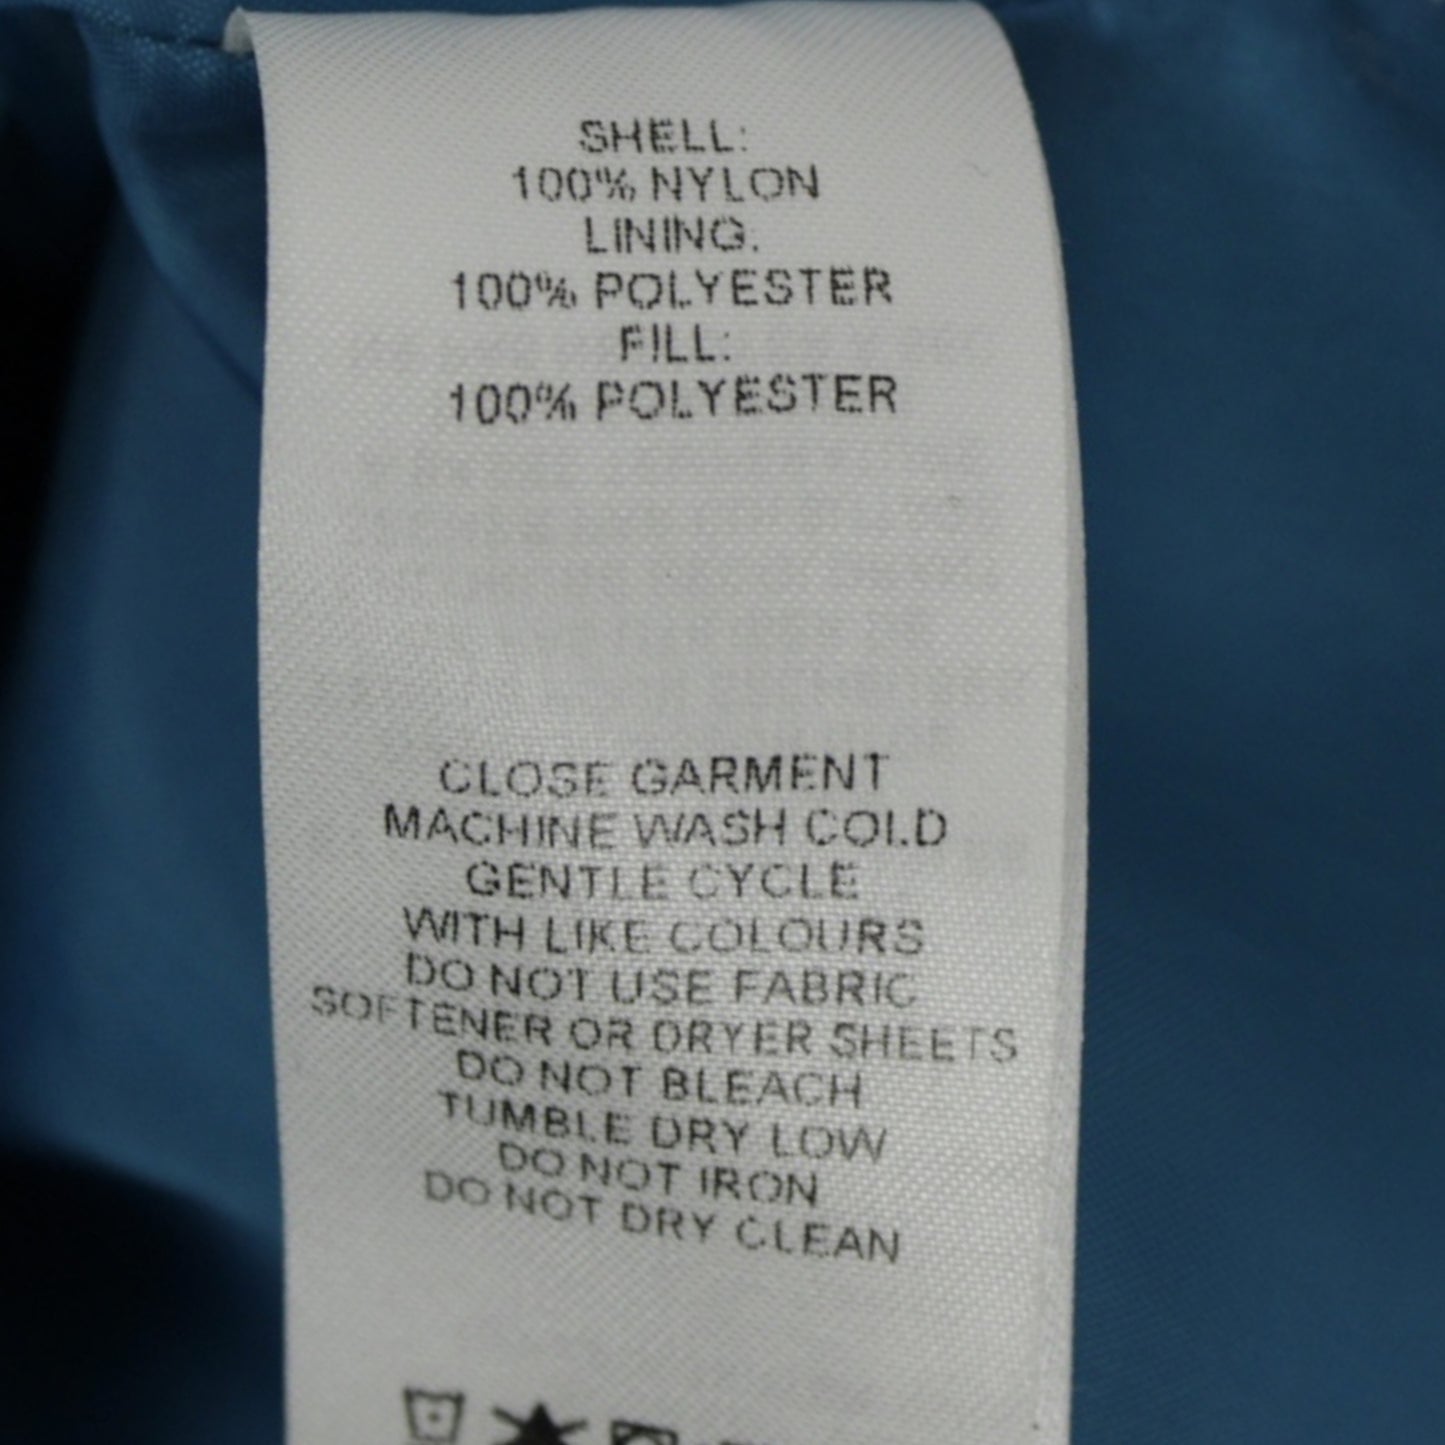 SHELL:
100% NYLON
LINING:
100% POLYESTER
FILL:
100% POLYESTER
CLOSE GARMENT
MACHINE WASH COLD
GENTLE CYCLE
WITH LIKE COLOURS
DO NOT USE FABRIC
SOFTENER OR DRYER SHEETS
DO NOT BLEACH
TUMBLE DRY LOW
DO NOT IRON
DO NOT DRY CLEAN